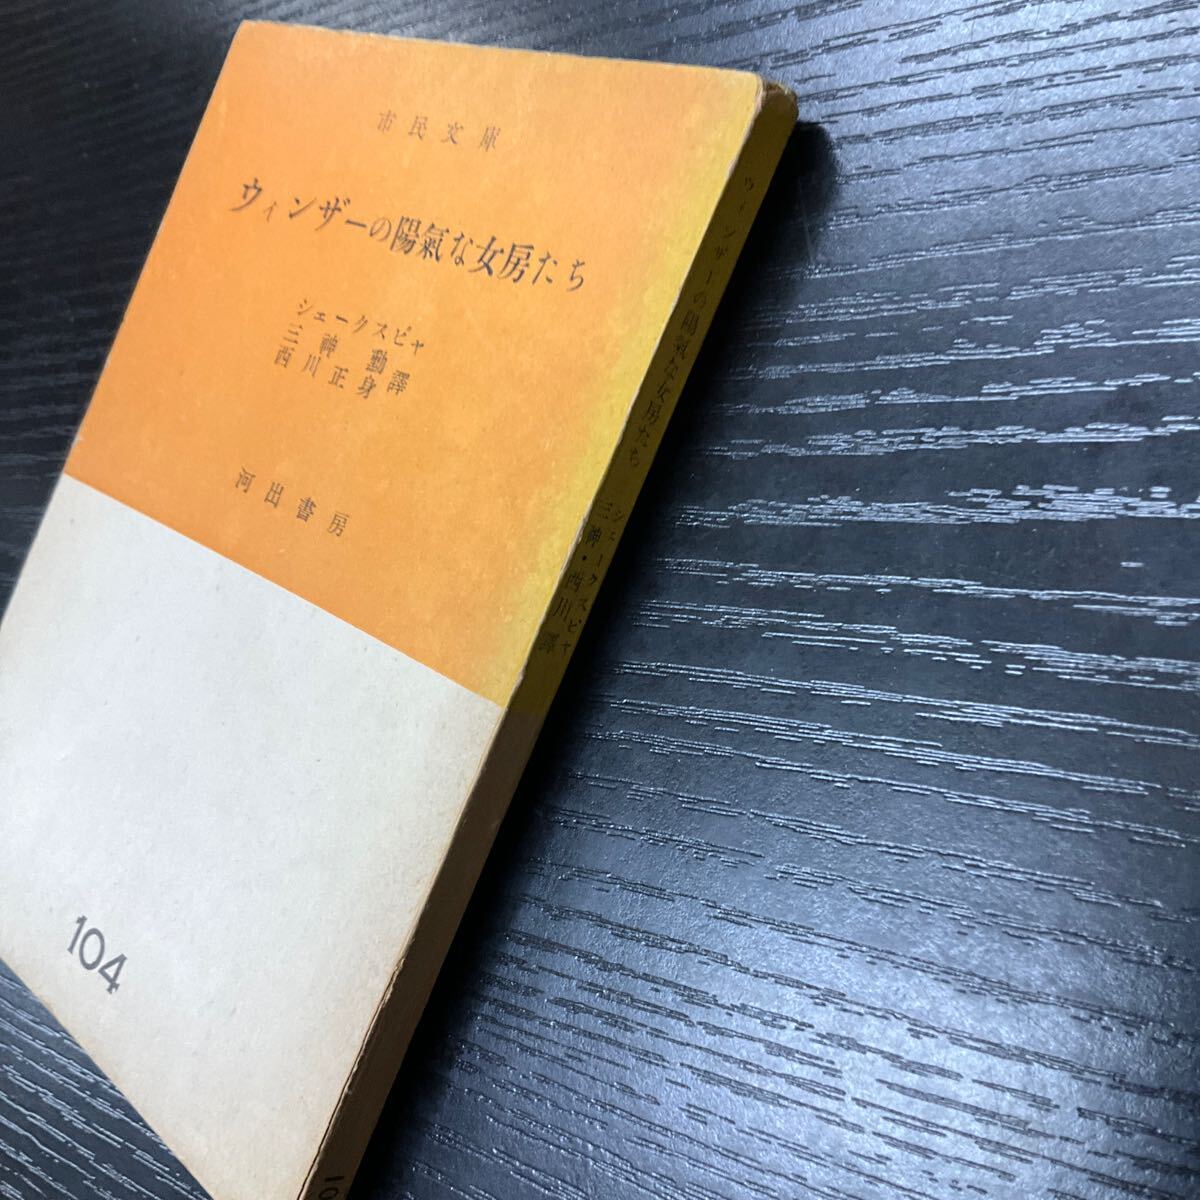 市民文庫
ウィンザーの陽氣な女房たち
シェークスピヤ
三神勳
西川正身譯
河出書房
104
ウィンザーの陽氣な女房たち
シェークスピヤ
三神・西川譯
10